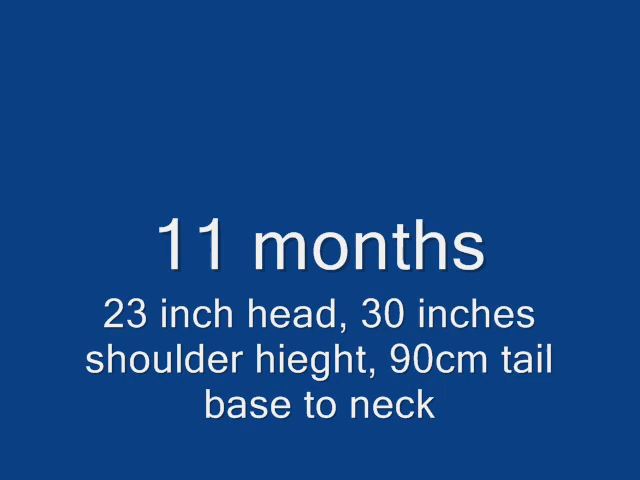 11 months
23 inch head, 30 inches
shoulder hieght, 90cm tail
base to neck